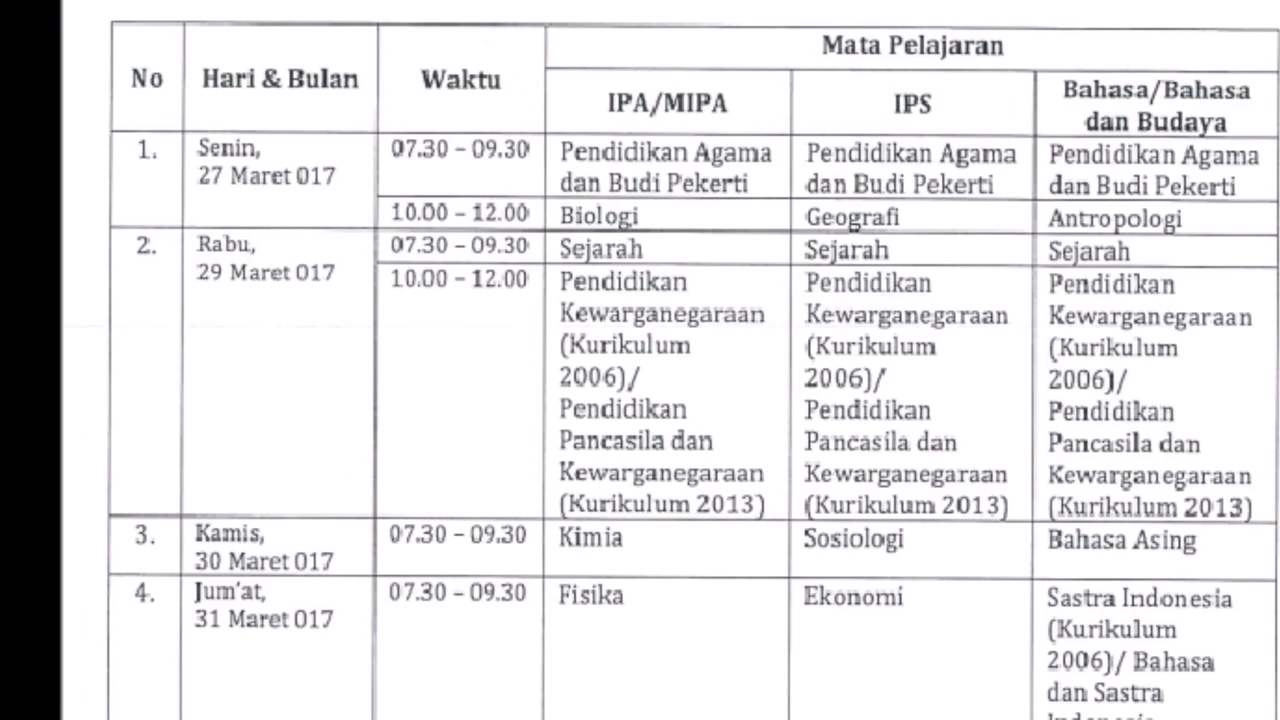 Mata Pelajaran
No
Hari & Bulan
Waktu
IPA/MIPA
IPS
Bahasa/Bahasa
dan Budaya
1.
Senin,
27 Maret 017
07.30 – 09.30
Pendidikan Agama
dan Budi Pekerti
Pendidikan Agama
dan Budi Pekerti
Pendidikan Agama
dan Budi Pekerti
10.00 – 12.00
Biologi
Geografi
Antropologi
2.
Rabu,
29 Maret 017
07.30 – 09.30
Sejarah
Sejarah
Sejarah
10.00 – 12.00
Pendidikan
Kewarganegaraan
(Kurikulum
2006)/
Pendidikan
Pancasila dan
Kewarganegaraan
(Kurikulum 2013)
Pendidikan
Kewarganegaraan
(Kurikulum
2006)/
Pendidikan
Pancasila dan
Kewarganegaraan
(Kurikulum 2013)
Pendidikan
Kewarganegaraan
(Kurikulum
2006)/
Pendidikan
Pancasila dan
Kewarganegaraan
(Kurikulum 2013)
3.
Kamis,
30 Maret 017
07.30 – 09.30
Kimia
Sosiologi
Bahasa Asing
4.
Jum'at,
31 Maret 017
07.30 – 09.30
Fisika
Ekonomi
Sastra Indonesia
(Kurikulum
2006)/ Bahasa
dan Sastra